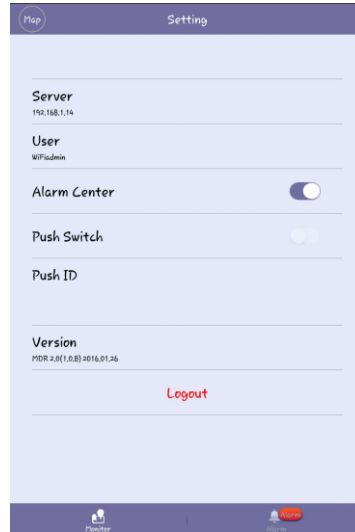 Map
Setting
Server
192.168.1.14
User
WiFiadmin
Alarm Center
Push Switch
Push ID
Version
MDR 2.0(1.0.8) 2016.01.26
Logout
Alarm
Monitor
Alarm